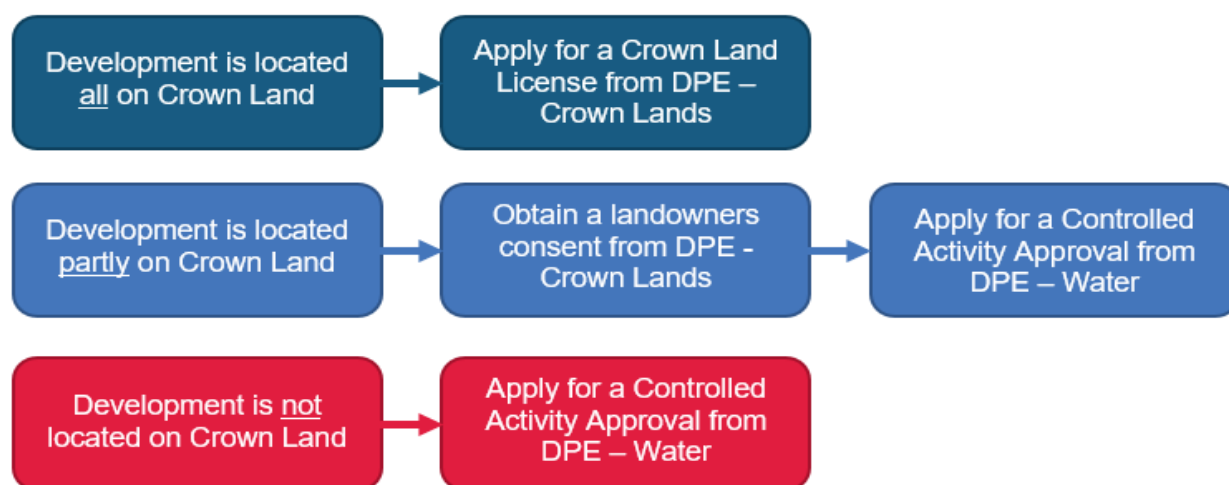 Development is located
all on Crown Land
Apply for a Crown Land
License from DPE –
Crown Lands
Development is located
partly on Crown Land
Obtain a landowners
consent from DPE -
Crown Lands
Apply for a Controlled
Activity Approval from
DPE – Water
Development is not
located on Crown Land
Apply for a Controlled
Activity Approval from
DPE – Water